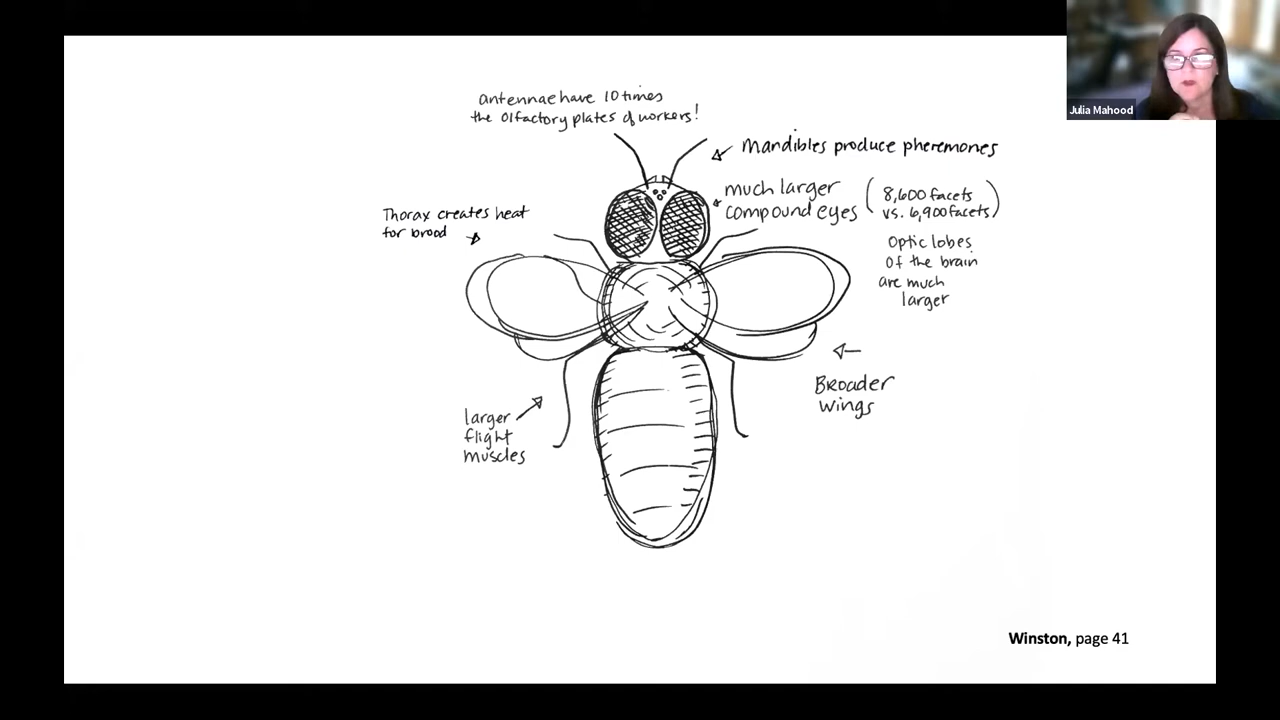 Julia Mahood
antennae have 10 times
the olfactory plates of workers!
Mandibles produce pheremones
much larger
compound eyes
(8,600 facets
vs. 6,900 facets)
Optic lobes
of the brain
are much
larger
Thorax creates heat
for brood
Broader
wings
larger
flight
muscles
Winston, page 41